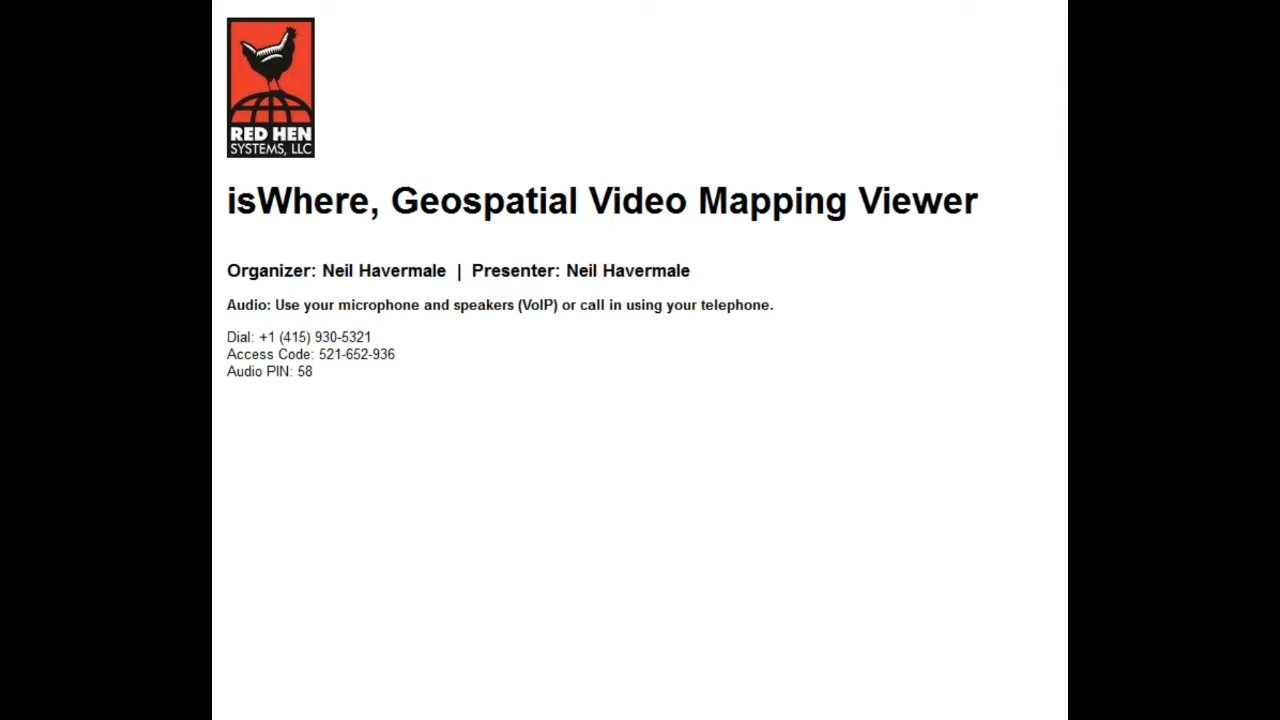 RED HEN
SYSTEMS, LLC
isWhere, Geospatial Video Mapping Viewer
Organizer: Neil Havermale | Presenter: Neil Havermale
Audio: Use your microphone and speakers (VoIP) or call in using your telephone.
Dial: +1 (415) 930-5321
Access Code: 521-652-936
Audio PIN: 58